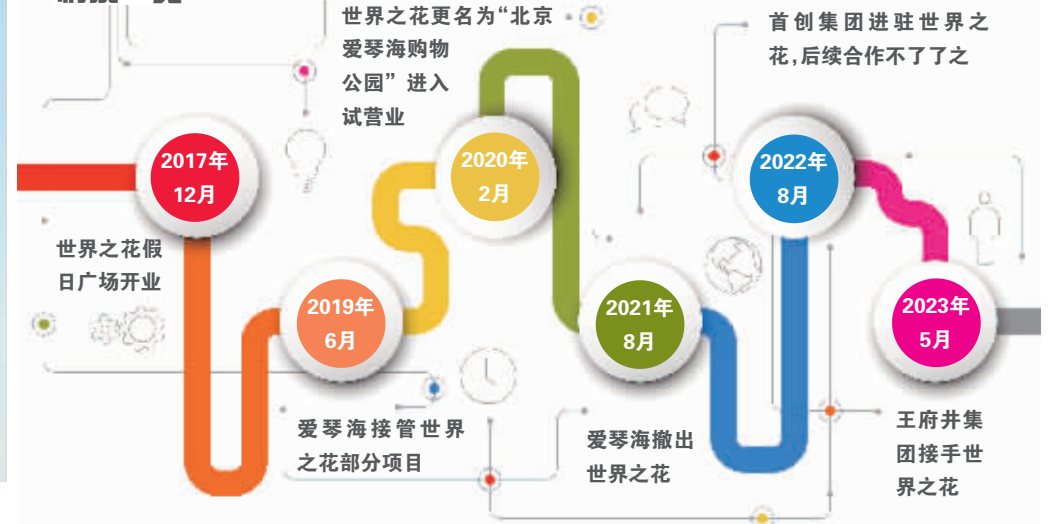 世界之花更名为“北京
爱琴海购物
公园”进入
试营业
首创集团进驻世界之
花,后续合作不了了之
2017年
12月
2020年
2月
2022年
8月
世界之花假
日广场开业
2019年
6月
2021年
8月
2023年
5月
爱琴海接管世界
之花部分项目
爱琴海撤出
世界之花
王府井集
团接手世
界之花